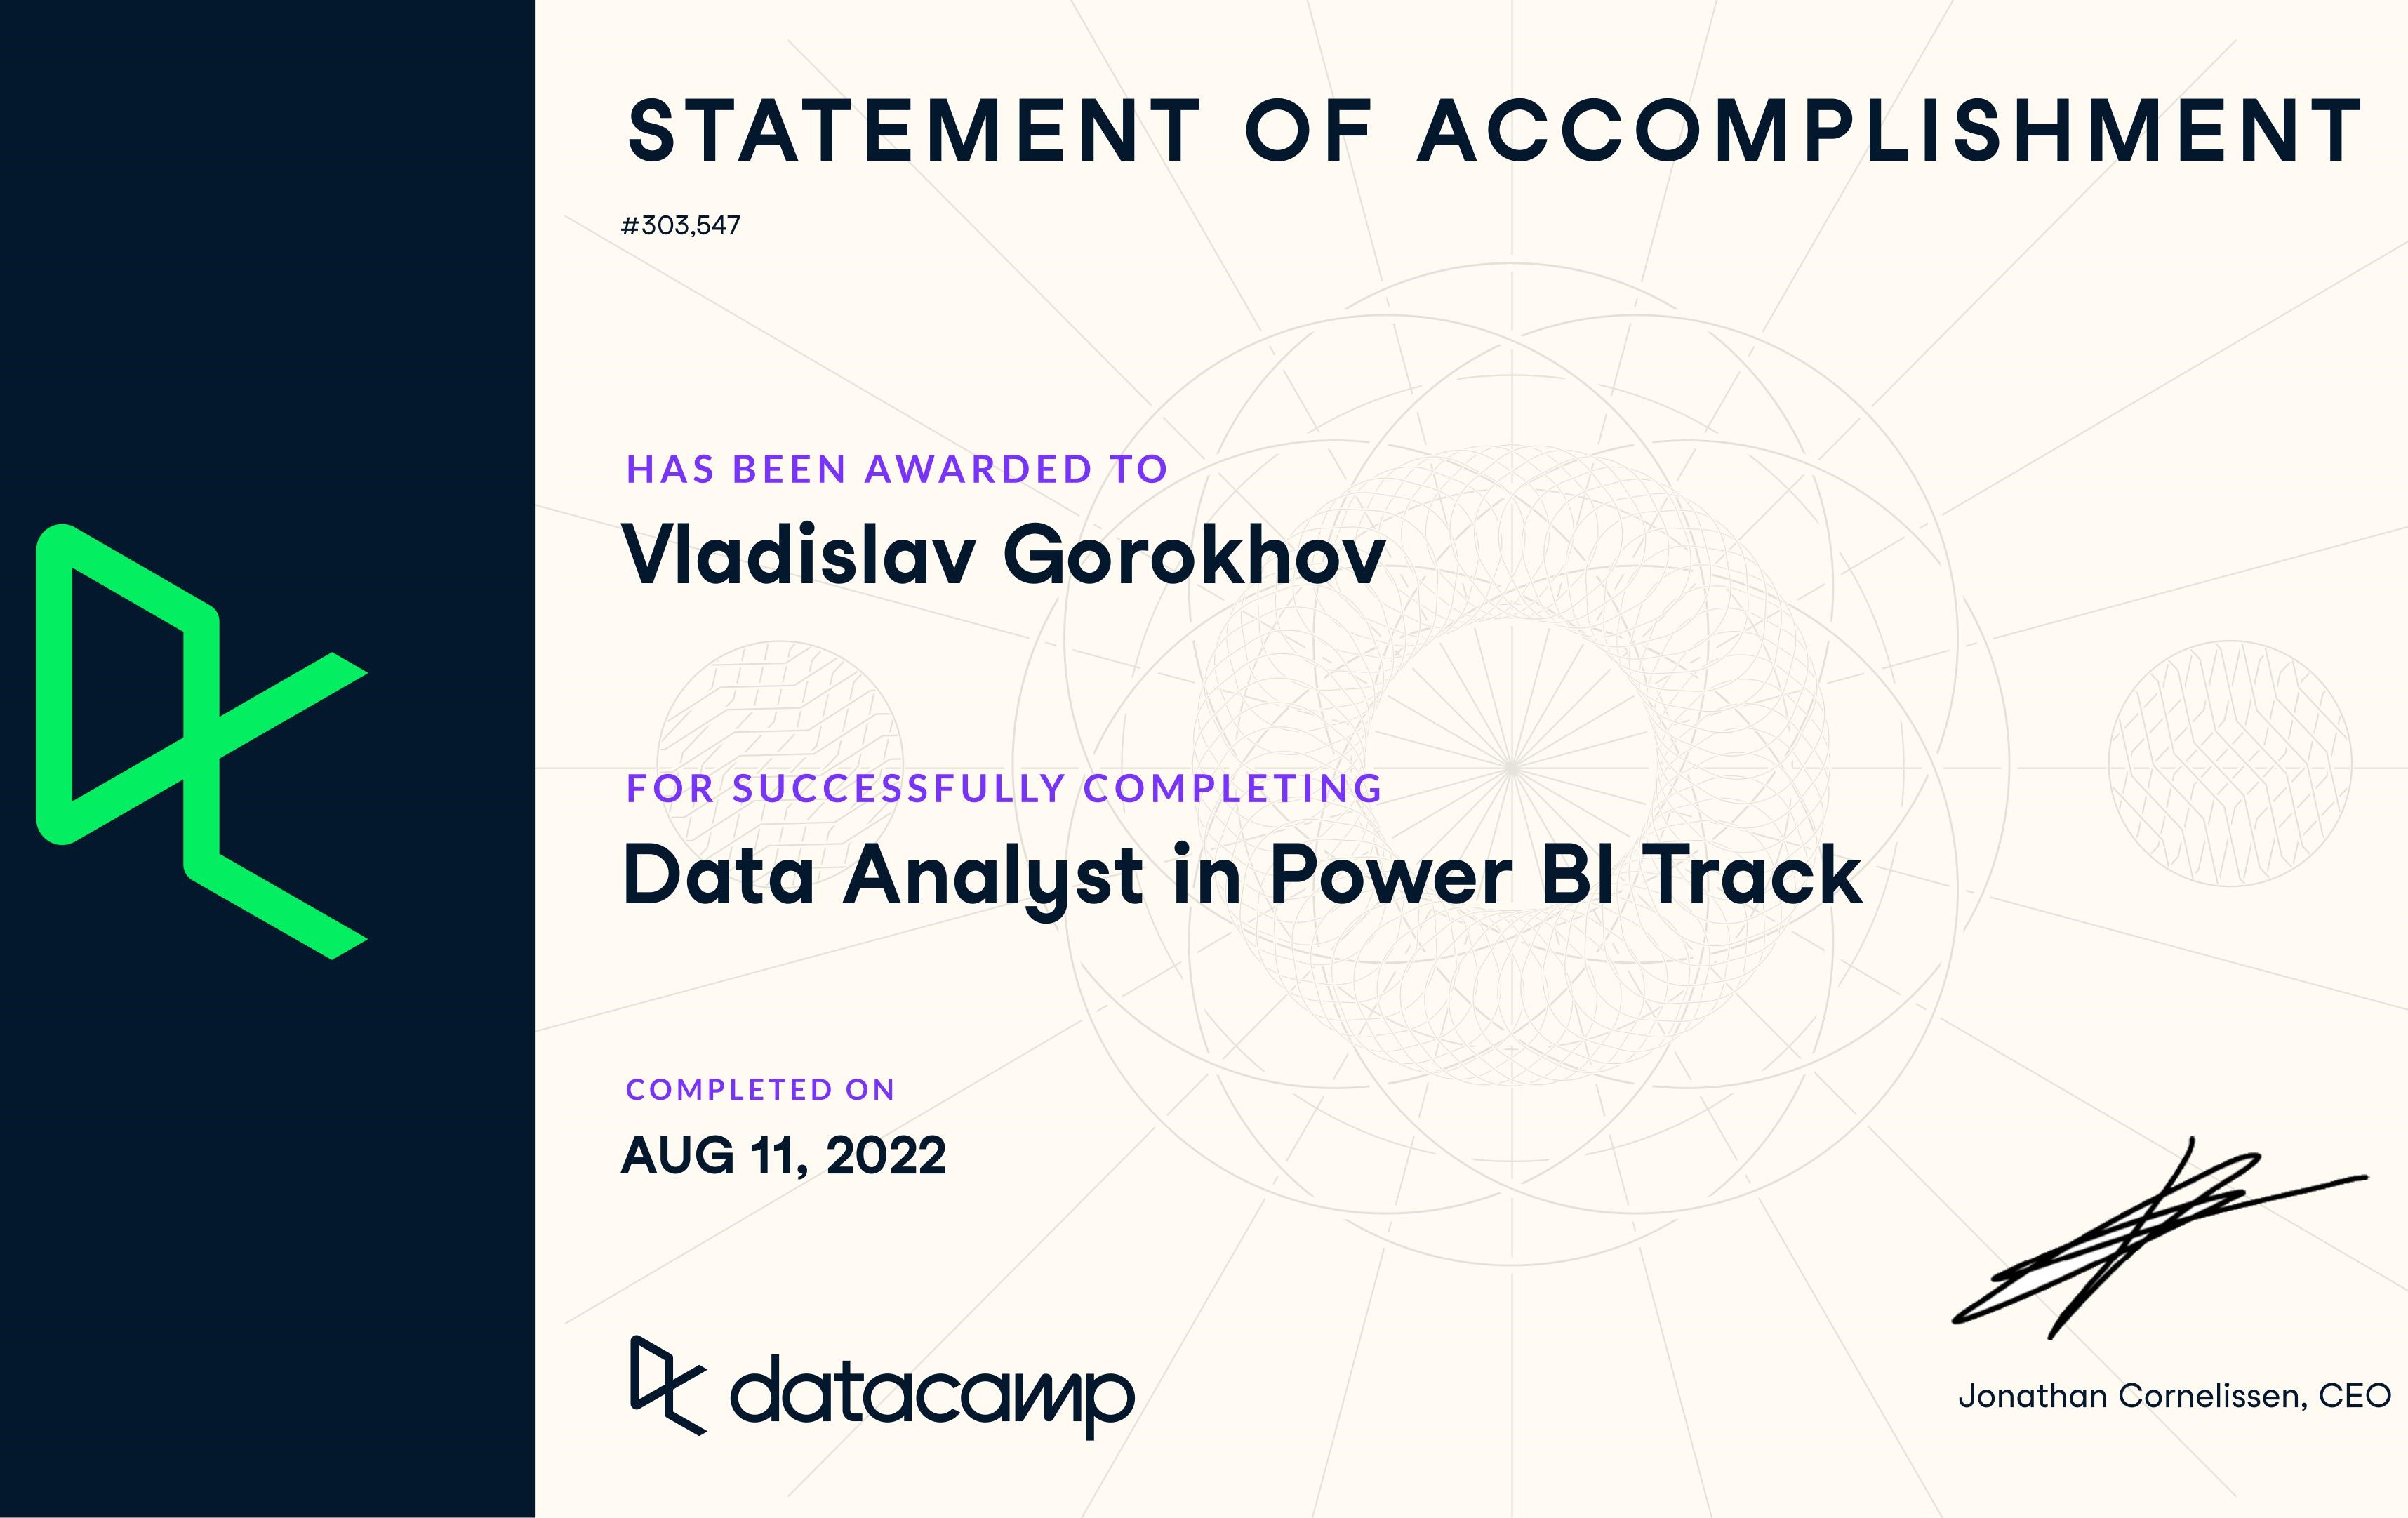 STATEMENT OF ACCOMPLISHMENT
#303,547
HAS BEEN AWARDED TO
Vladislav Gorokhov
FOR SUCCESSFULLY COMPLETING
Data Analyst in Power BI Track
COMPLETED ON
AUG 11, 2022
datacamp
Jonathan Cornelissen, CEO